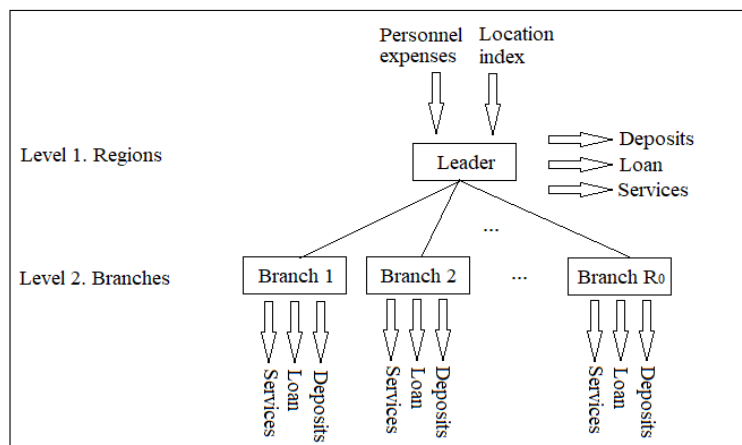 Personnel
expenses
Location
index
Level 1. Regions
Leader
Deposits
Loan
Services
...
Level 2. Branches
Branch 1
Branch 2
...
Branch R₀
Services
Loan
Deposits
Services
Loan
Deposits
Services
Loan
Deposits